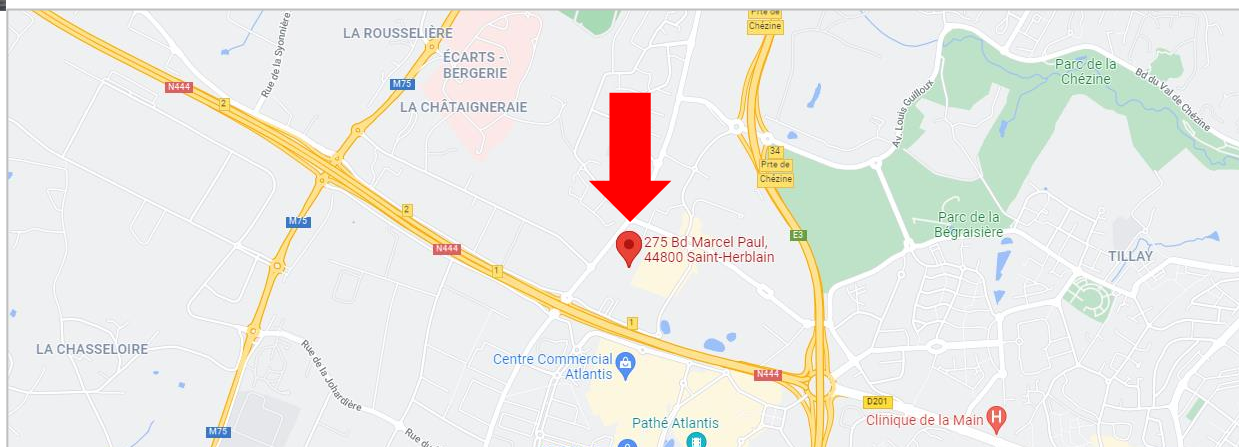 Prte de
Chézine
LA ROUSSELIÈRE
Rue de la Syonnière
ÉCARTS -
BERGERIE
Parc de la
Chézine
Bd du Val de Chézine
M75
N444
2
LA CHÂTAIGNERAIE
Av. Louis Guilloux
34
Prte de
Chézine
2
M75
Parc de la
Bégraisière
E3
275 Bd Marcel Paul,
44800 Saint-Herblain
N444
TILLAY
1
1
LA CHASSELOIRE
Rue de la Johardière
Centre Commercial
Atlantis
N444
D201
Clinique de la Main
H
Pathé Atlantis
M75